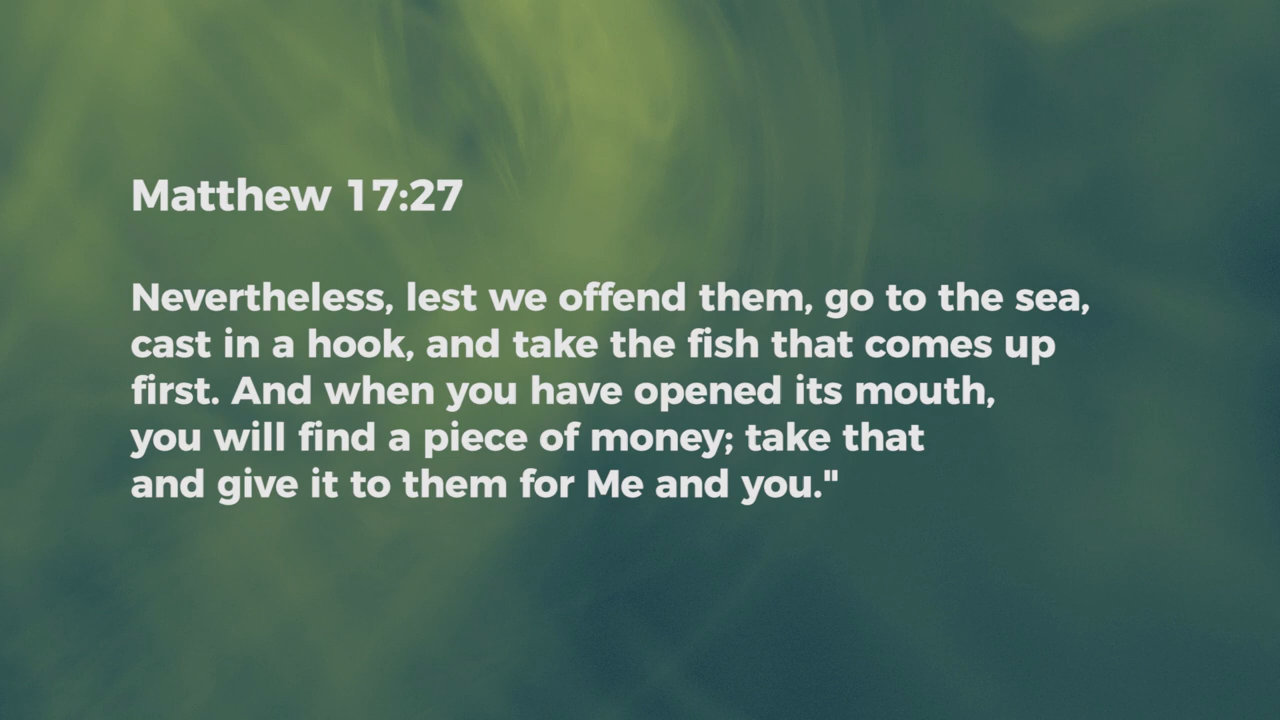 Matthew 17:27
Nevertheless, lest we offend them, go to the sea,
cast in a hook, and take the fish that comes up
first. And when you have opened its mouth,
you will find a piece of money; take that
and give it to them for Me and you."